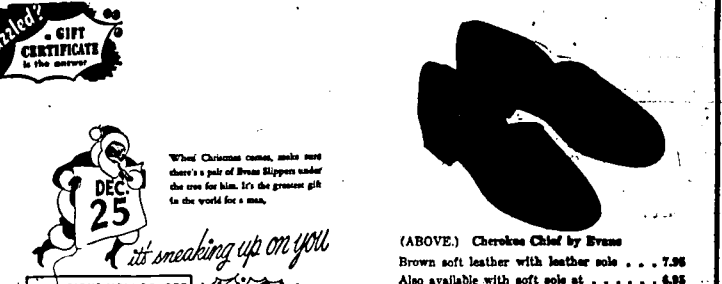 a GIFT
CERTIFICATE
is the answer
When Christmas comes, make sure
there's a pair of Evans Slippers under
the tree for him. It's the greatest gift
in the world for a man,
DEC.
25
it's sneaking up on you
(ABOVE.) Cherokee Chief by Evans
Brown soft leather with leather sole . . . 7.95
Also available with soft sole at . . . . . . 6.95